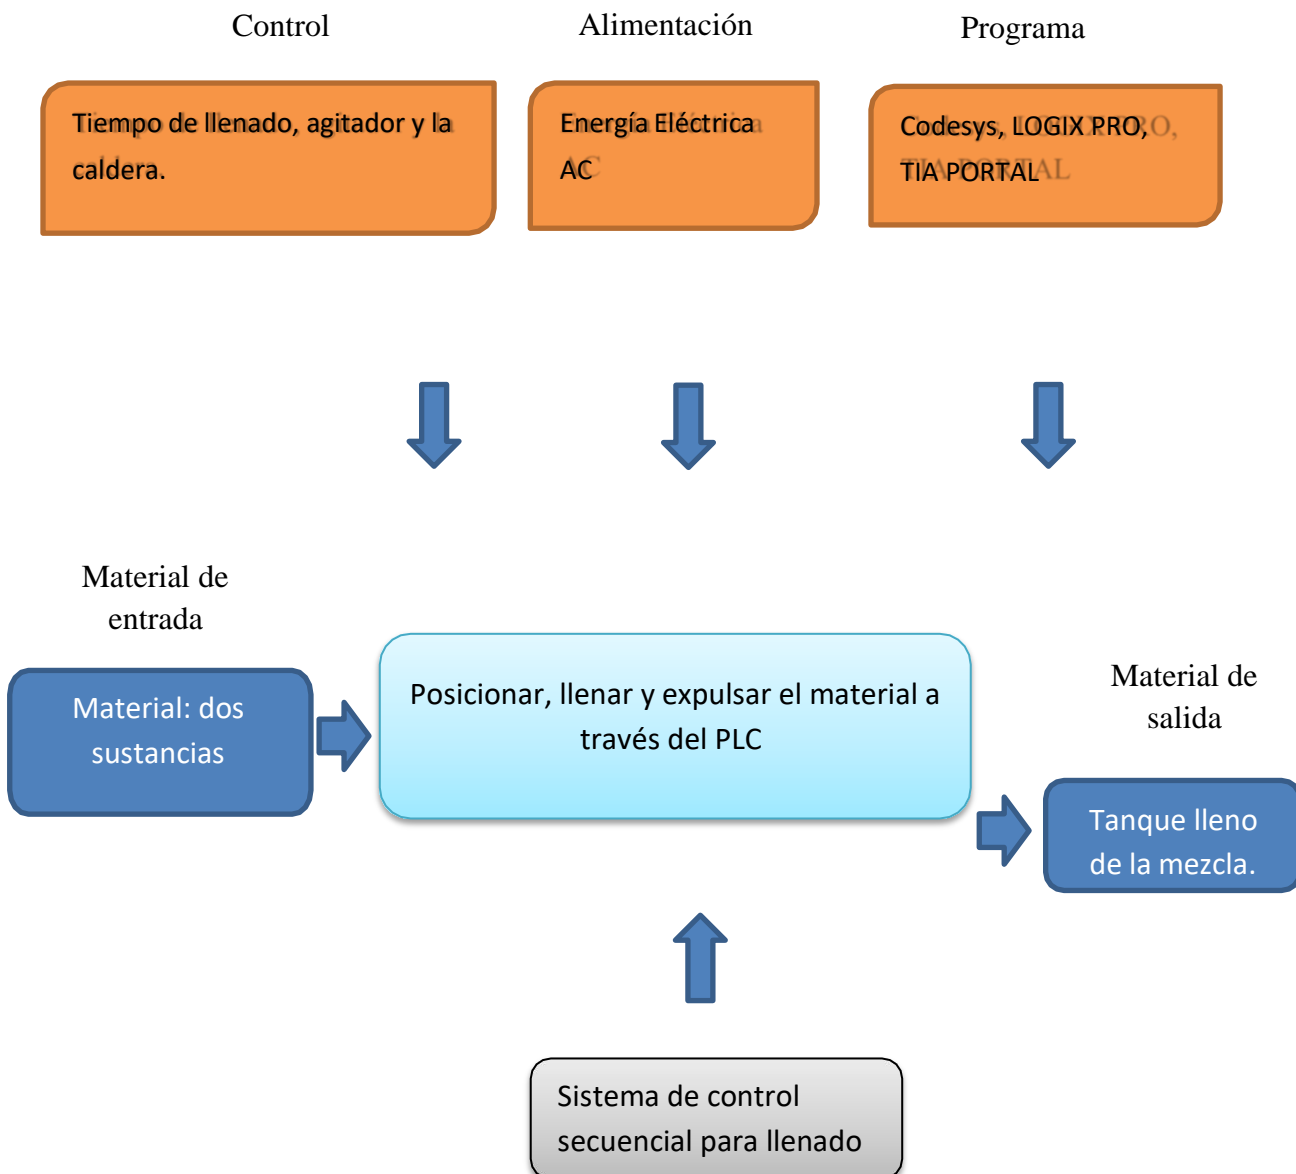 Control
Alimentación
Programa
Tiempo de llenado, agitador y la
caldera.
Energía Eléctrica
AC
Codesys, LOGIX PRO,
TIA PORTAL
Material de
entrada
Material: dos
sustancias
Posicionar, llenar y expulsar el material a
través del PLC
Material de
salida
Tanque lleno
de la mezcla.
Sistema de control
secuencial para llenado